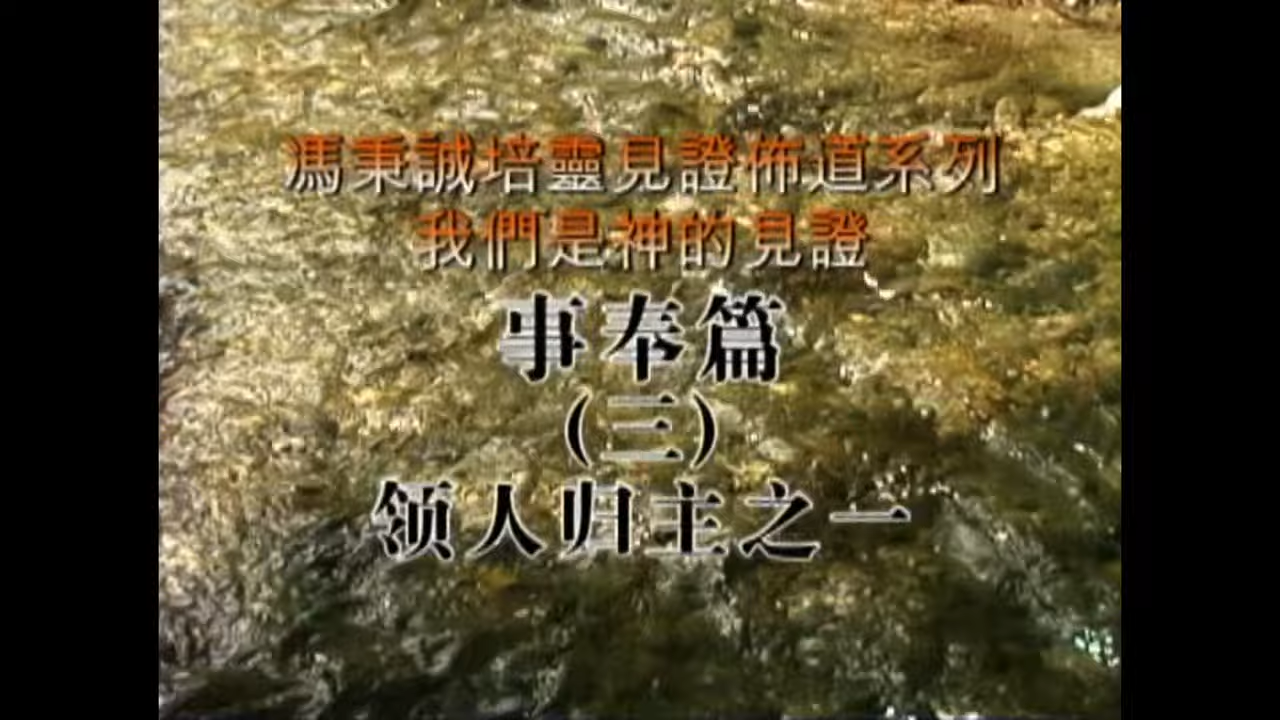 馮秉誠培靈見證佈道系列
我們是神的見證
事奉篇
(三)
领人归主之一